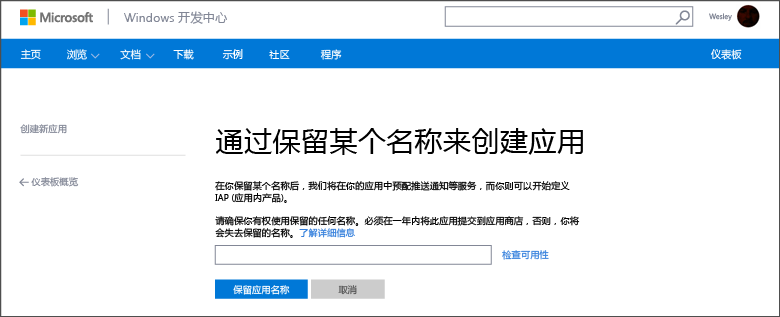 Microsoft Windows 开发中心 Wesley
主页 浏览 文档 下载 示例 社区 程序 仪表板
创建新应用
仪表板概览
通过保留某个名称来创建应用
在你保留某个名称后，我们将在你的应用中预配推送通知等服务，而你则可以开始定义
IAP (应用内产品)。
请确保你有权使用保留的任何名称。必须在一年内将此应用提交到应用商店，否则，你将
会失去保留的名称。了解详细信息
检查可用性
保留应用名称 取消